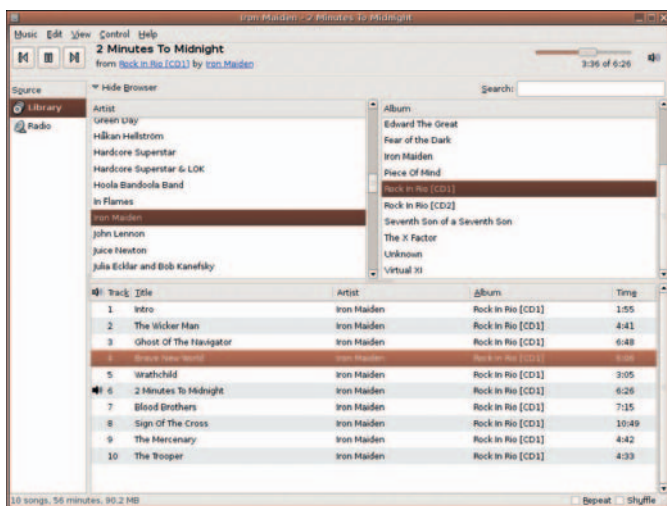 Iron Maiden - 2 Minutes To Midnight
Music Edit View Control Help
2 Minutes To Midnight
from Rock In Rio [CD1] by Iron Maiden
3:36 of 6:26
Source
Hide Browser
Search:
Library
Radio
Artist
Green Day
Håkan Hellström
Hardcore Superstar
Hardcore Superstar & LOK
Hoola Bandoola Band
In Flames
Iron Maiden
John Lennon
Juice Newton
Julia Ecklar and Bob Kanefsky
Album
Edward The Great
Fear of the Dark
Iron Maiden
Piece Of Mind
Rock In Rio [CD1]
Rock In Rio [CD2]
Seventh Son of a Seventh Son
The X Factor
Unknown
Virtual XI
Track Title Artist Album Time
1 Intro Iron Maiden Rock In Rio [CD1] 1:55
2 The Wicker Man Iron Maiden Rock In Rio [CD1] 4:41
3 Ghost Of The Navigator Iron Maiden Rock In Rio [CD1] 6:48
4 Brave New World Iron Maiden Rock In Rio [CD1]
5 Wrathchild Iron Maiden Rock In Rio [CD1] 3:05
6 2 Minutes To Midnight Iron Maiden Rock In Rio [CD1] 6:26
7 Blood Brothers Iron Maiden Rock In Rio [CD1] 7:15
8 Sign Of The Cross Iron Maiden Rock In Rio [CD1] 10:49
9 The Mercenary Iron Maiden Rock In Rio [CD1] 4:42
10 The Trooper Iron Maiden Rock In Rio [CD1] 4:33
10 songs, 56 minutes, 90.2 MB
Repeat Shuffle